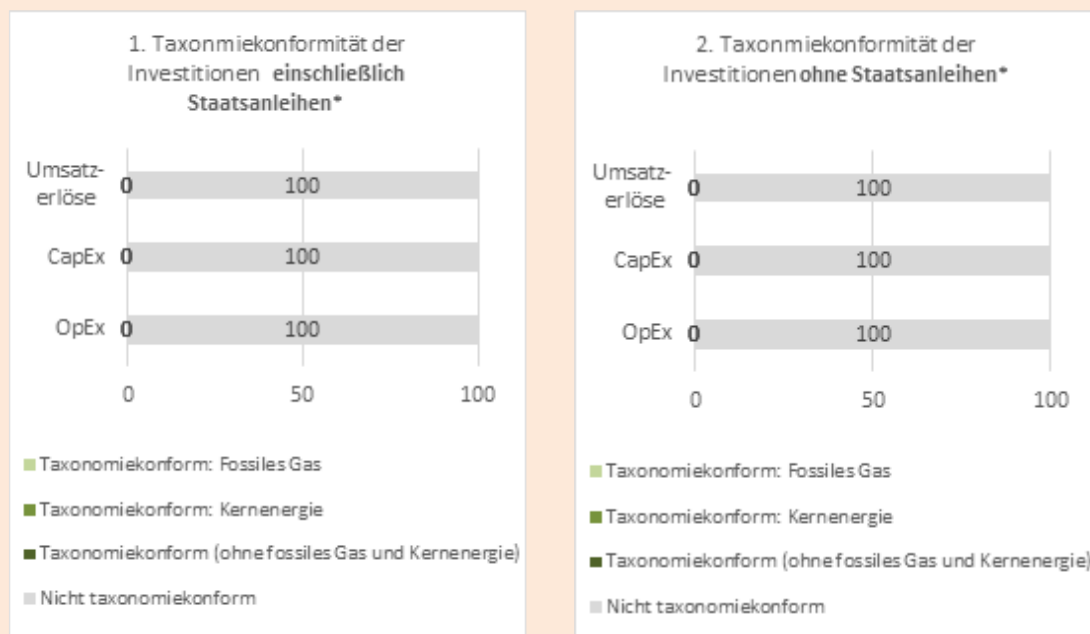 1. Taxonmiekonformität der
Investitionen einschließlich
Staatsanleihen*
Umsatz-
erlöse
0
100
CapEx
0
100
OpEx
0
100
0
50
100
Taxonomiekonform: Fossiles Gas
Taxonomiekonform: Kernenergie
Taxonomiekonform (ohne fossiles Gas und Kernenergie)
Nicht taxonomiekonform
2. Taxonmiekonformität der
Investitionen ohne Staatsanleihen*
Umsatz-
erlöse
0
100
CapEx
0
100
OpEx
0
100
0
50
100
Taxonomiekonform: Fossiles Gas
Taxonomiekonform: Kernenergie
Taxonomiekonform (ohne fossiles Gas und Kernenergie)
Nicht taxonomiekonform